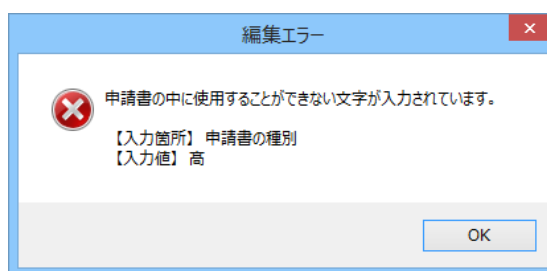 編集エラー
申請書の中に使用することができない文字が入力されています。
【入力箇所】申請書の種別
【入力値】高
OK